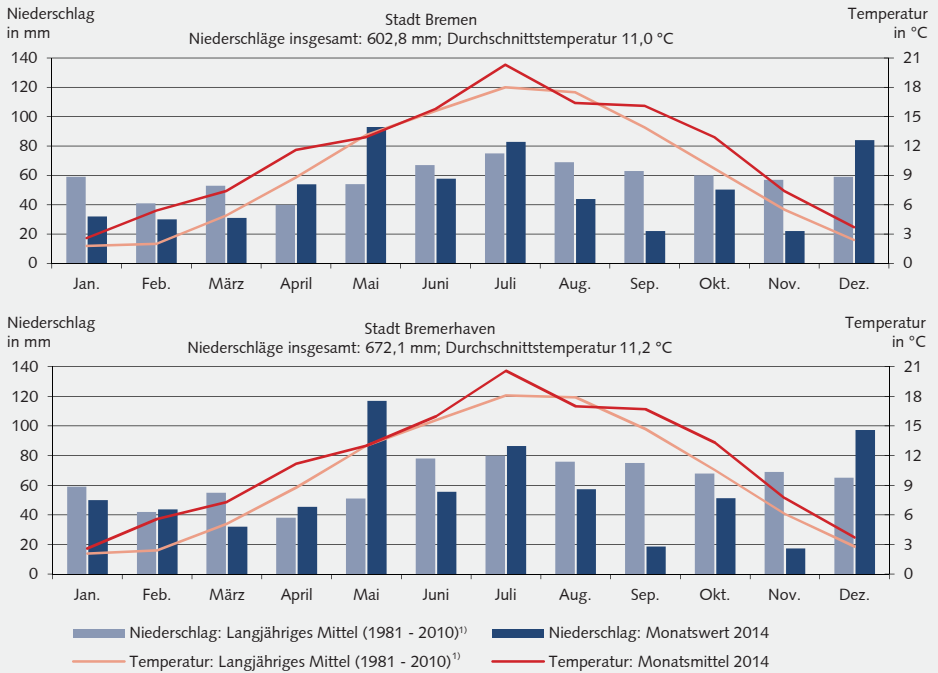 Niederschlag
in mm
Stadt Bremen
Niederschläge insgesamt: 602,8 mm; Durchschnittstemperatur 11,0 °C
Temperatur
in °C
140
120
100
80
60
40
20
0
21
18
15
12
9
6
3
0
Jan. Feb. März April Mai Juni Juli Aug. Sep. Okt. Nov. Dez.
Niederschlag
in mm
Stadt Bremerhaven
Niederschläge insgesamt: 672,1 mm; Durchschnittstemperatur 11,2 °C
Temperatur
in °C
140
120
100
80
60
40
20
0
21
18
15
12
9
6
3
0
Jan. Feb. März April Mai Juni Juli Aug. Sep. Okt. Nov. Dez.
Niederschlag: Langjähriges Mittel (1981 - 2010)¹⁾ Niederschlag: Monatswert 2014
Temperatur: Langjähriges Mittel (1981 - 2010)¹⁾ Temperatur: Monatsmittel 2014